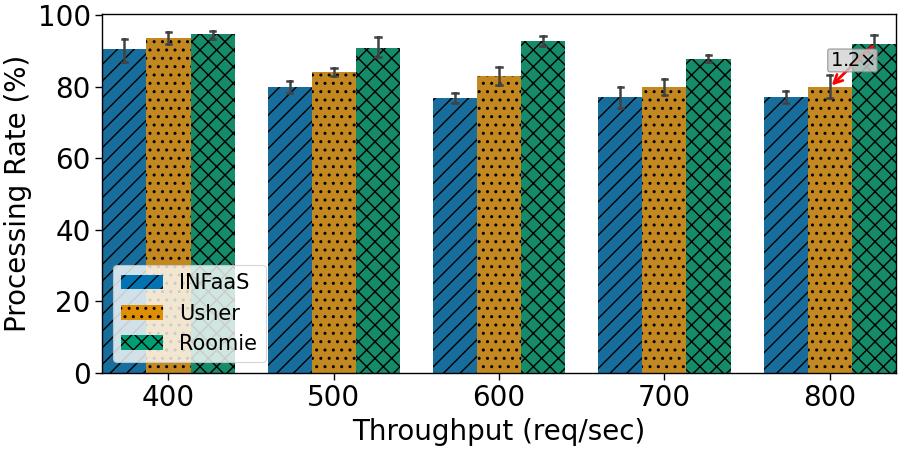 Processing Rate (%)
100
80
60
40
20
0
1.2×
INFaaS
Usher
Roomie
400 500 600 700 800
Throughput (req/sec)